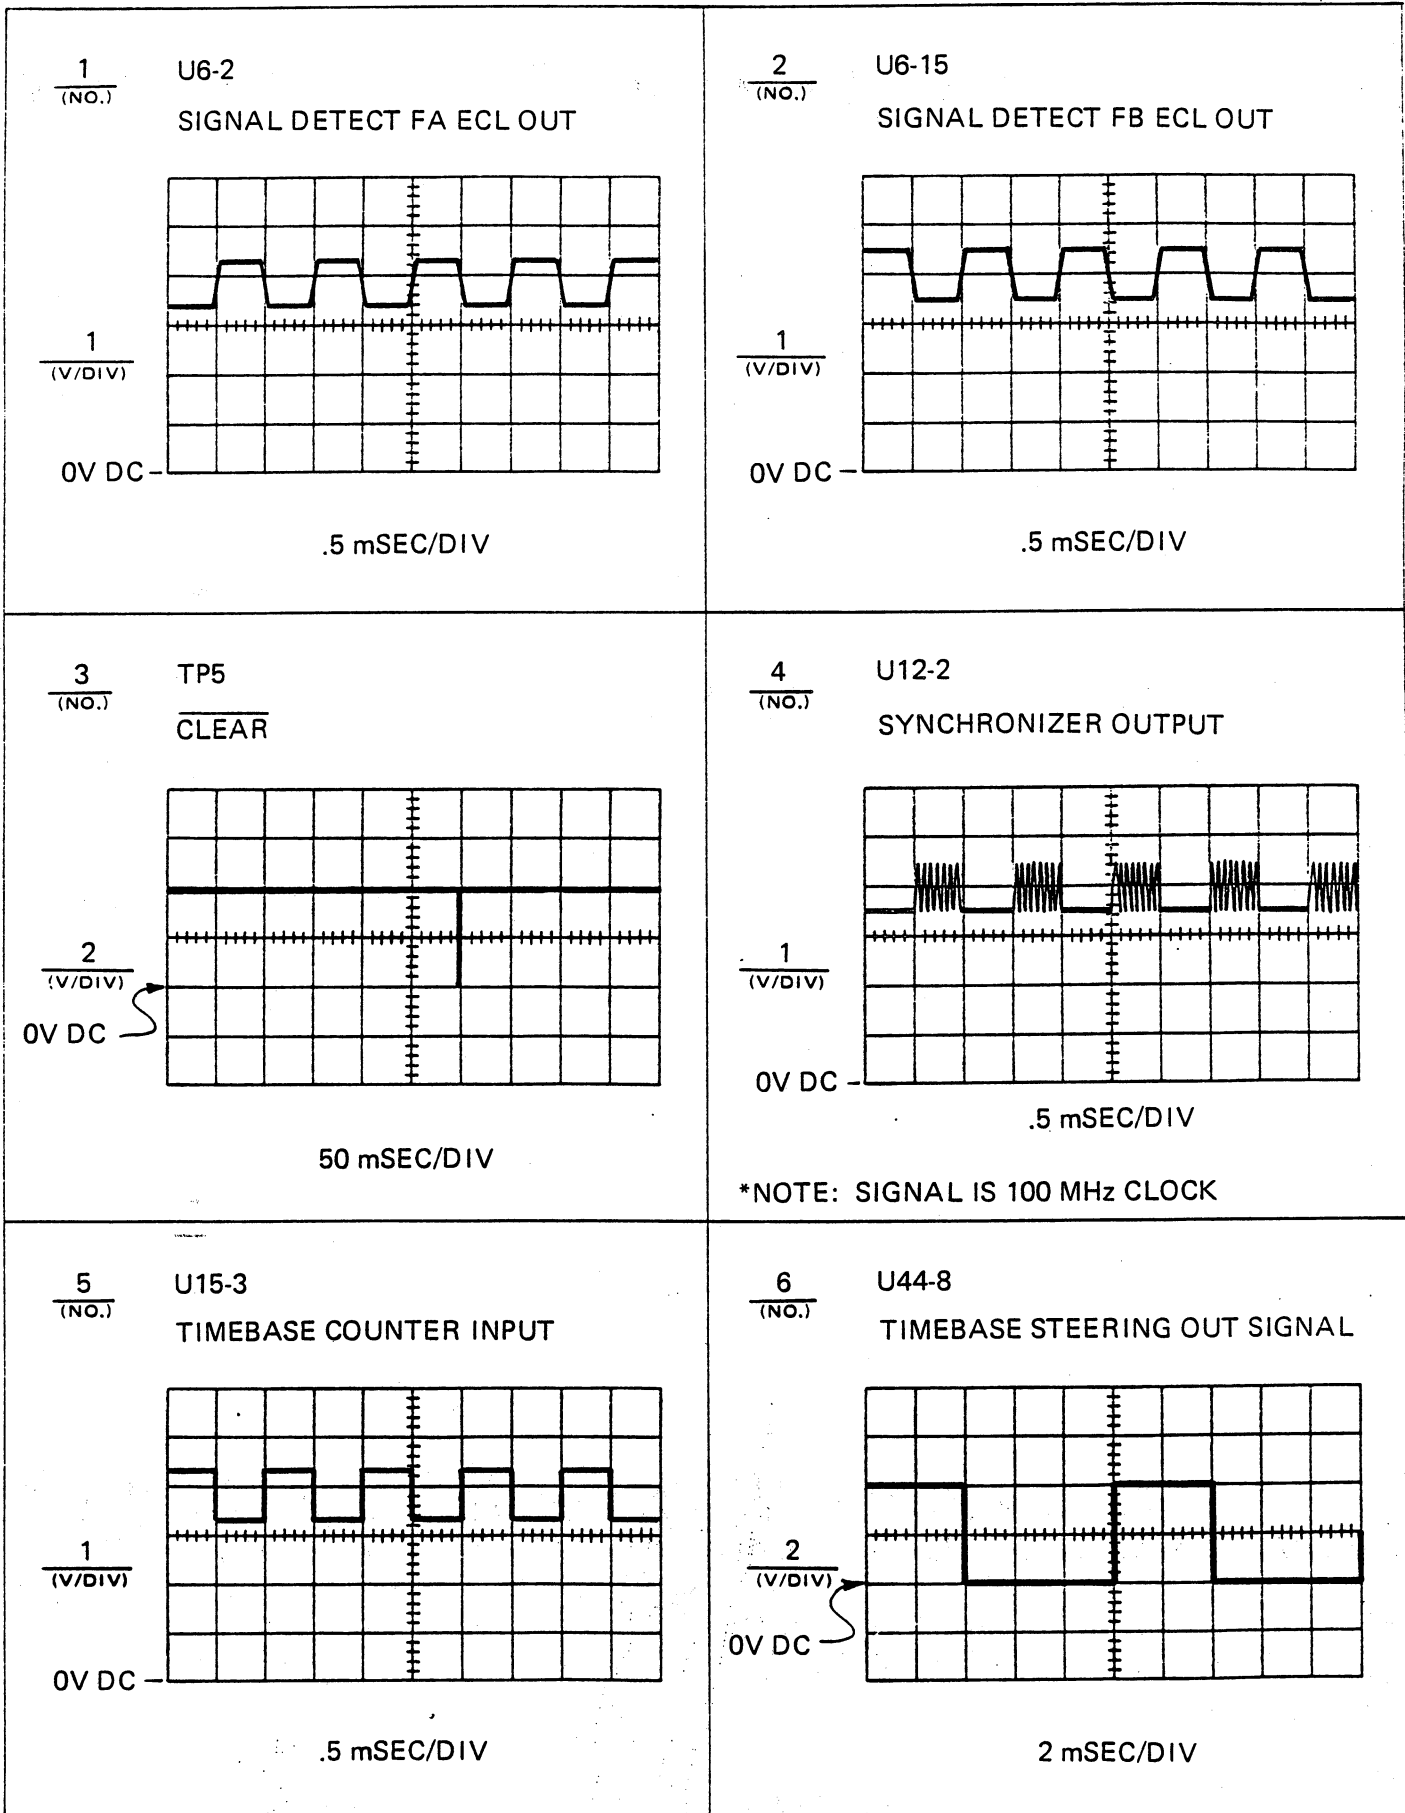 1
(NO.)
U6-2
SIGNAL DETECT FA ECL OUT
1
(V/DIV)
0V DC
.5 mSEC/DIV
2
(NO.)
U6-15
SIGNAL DETECT FB ECL OUT
1
(V/DIV)
0V DC
.5 mSEC/DIV
3
(NO.)
TP5
CLEAR
2
(V/DIV)
0V DC
50 mSEC/DIV
4
(NO.)
U12-2
SYNCHRONIZER OUTPUT
1
(V/DIV)
0V DC
.5 mSEC/DIV
*NOTE: SIGNAL IS 100 MHz CLOCK
5
(NO.)
U15-3
TIMEBASE COUNTER INPUT
1
(V/DIV)
0V DC
.5 mSEC/DIV
6
(NO.)
U44-8
TIMEBASE STEERING OUT SIGNAL
2
(V/DIV)
0V DC
2 mSEC/DIV